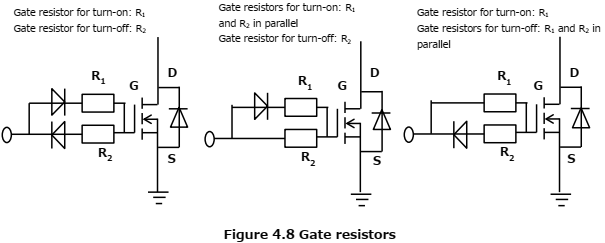 Gate resistor for turn-on: R1
Gate resistor for turn-off: R2
Gate resistors for turn-on: R1
and R2 in parallel
Gate resistor for turn-off: R2
Gate resistor for turn-on: R1
Gate resistors for turn-off: R1 and R2 in
parallel
R1
G
D
R2
S
R1
G
D
R2
S
R1
G
D
R2
S
Figure 4.8 Gate resistors